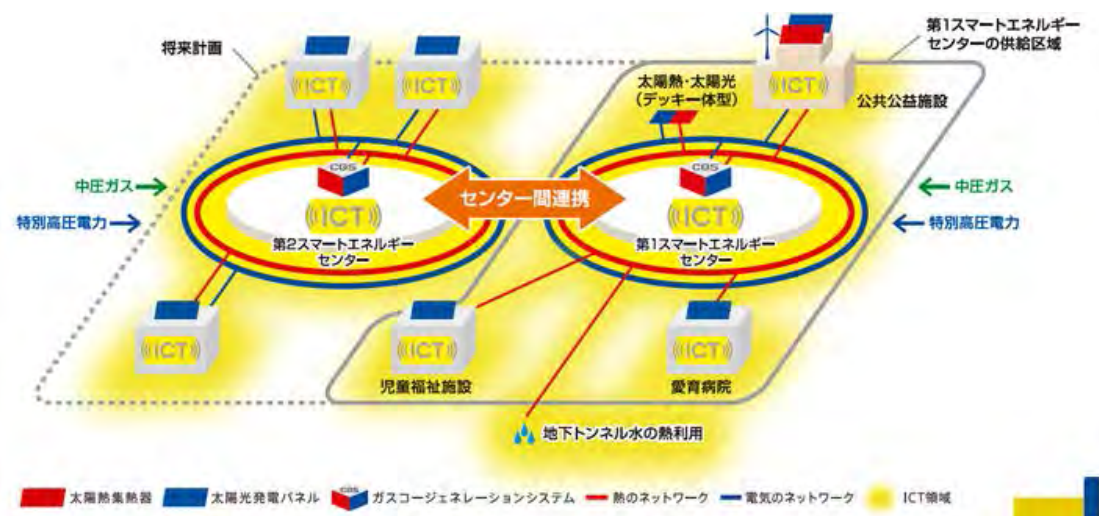 将来計画
第1スマートエネルギー
センターの供給区域
太陽熱・太陽光
(デッキ一体型)
公共公益施設
ICT
ICT
ICT
CGS
CGS
中圧ガス
特別高圧電力
センター間連携
中圧ガス
特別高圧電力
ICT
ICT
第2スマートエネルギー
センター
第1スマートエネルギー
センター
ICT
ICT
ICT
児童福祉施設
愛育病院
地下トンネル水の熱利用
太陽熱集熱器
太陽光発電パネル
CGS
ガスコージェネレーションシステム
熱のネットワーク
電気のネットワーク
ICT領域